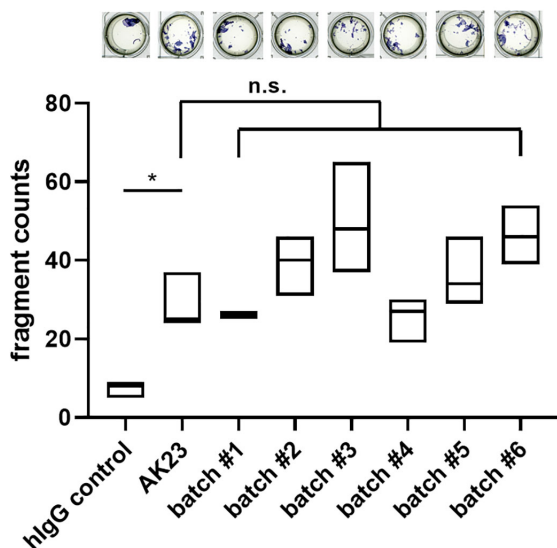 n.s.
*
fragment counts
80
60
40
20
0
hIgG control
AK23
batch #1
batch #2
batch #3
batch #4
batch #5
batch #6